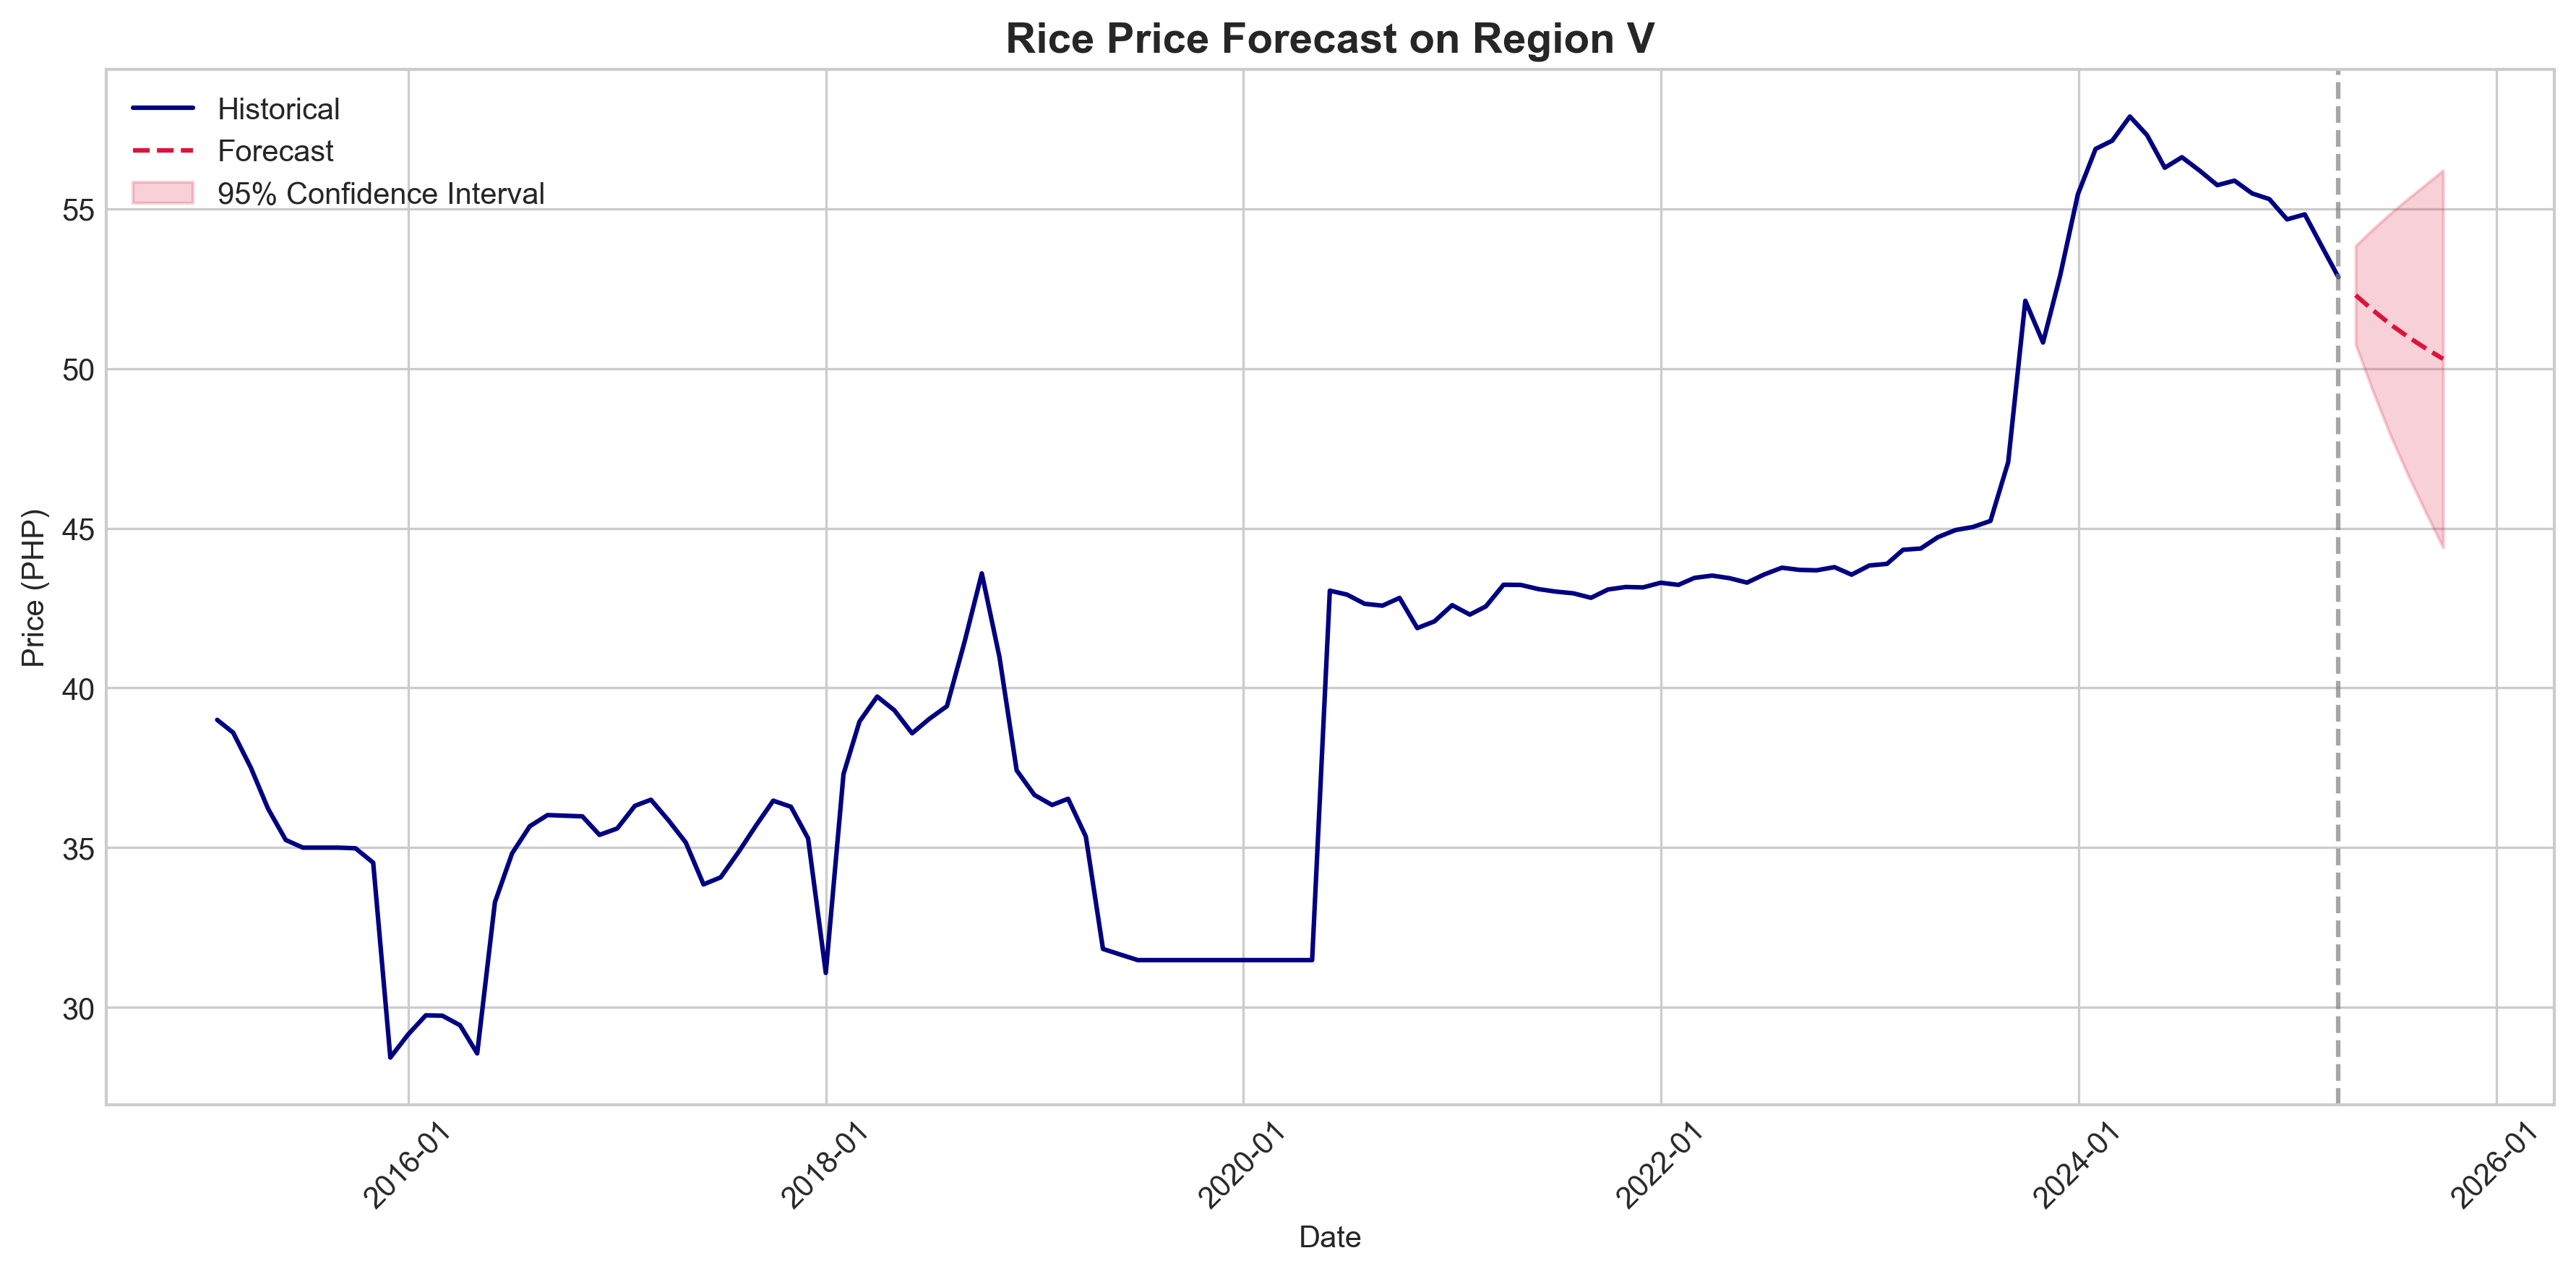 Rice Price Forecast on Region V
Historical
Forecast
95% Confidence Interval
55
50
45
40
35
30
Price (PHP)
2016-01
2018-01
2020-01
2022-01
2024-01
2026-01
Date